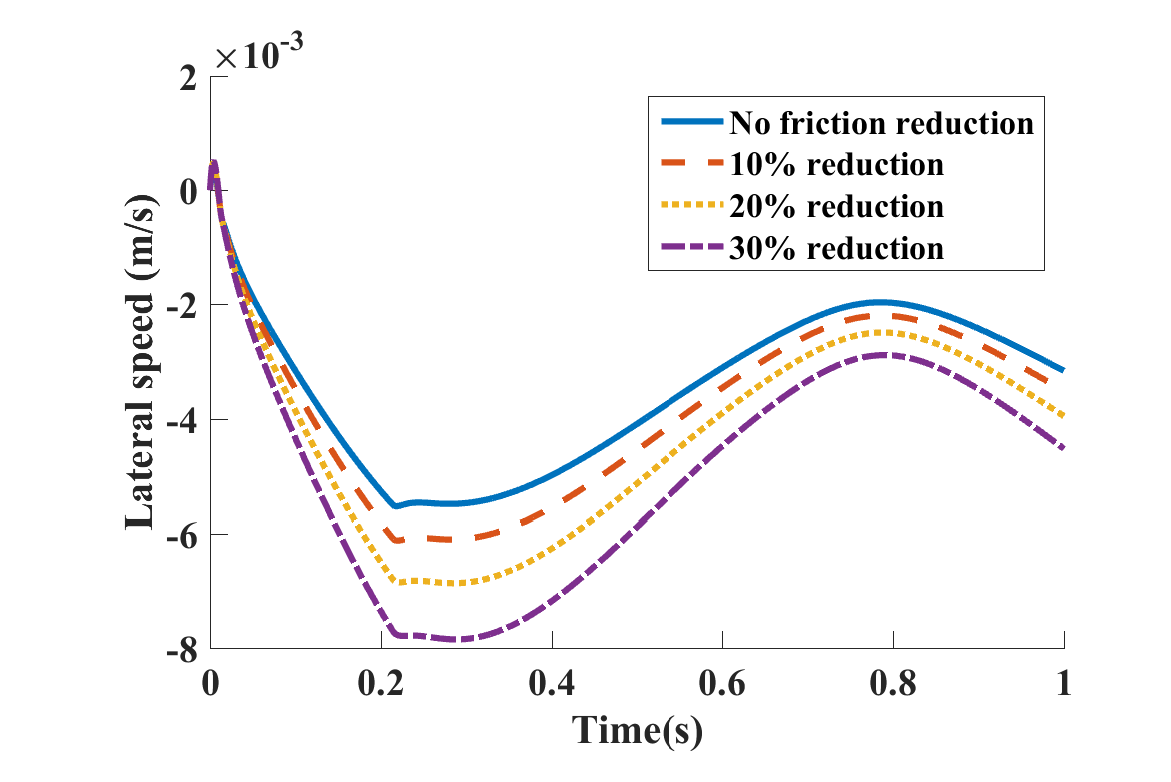 ×10-3
2
0
-2
-4
-6
-8
Lateral speed (m/s)
No friction reduction
10% reduction
20% reduction
30% reduction
0
0.2
0.4
0.6
0.8
1
Time(s)